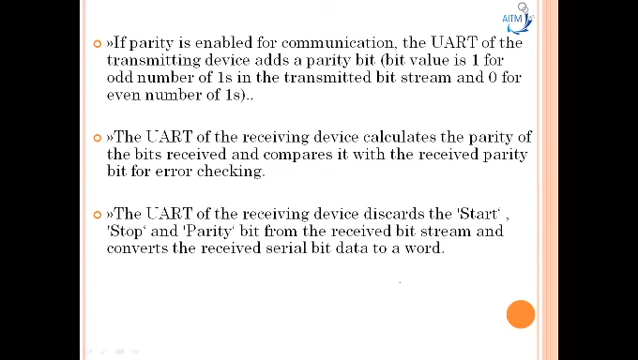 AITM
»If parity is enabled for communication, the UART of the
transmitting device adds a parity bit (bit value is 1 for
odd number of 1s in the transmitted bit stream and 0 for
even number of 1s)..
»The UART of the receiving device calculates the parity of
the bits received and compares it with the received parity
bit for error checking.
»The UART of the receiving device discards the 'Start' ,
'Stop' and 'Parity' bit from the received bit stream and
converts the received serial bit data to a word.